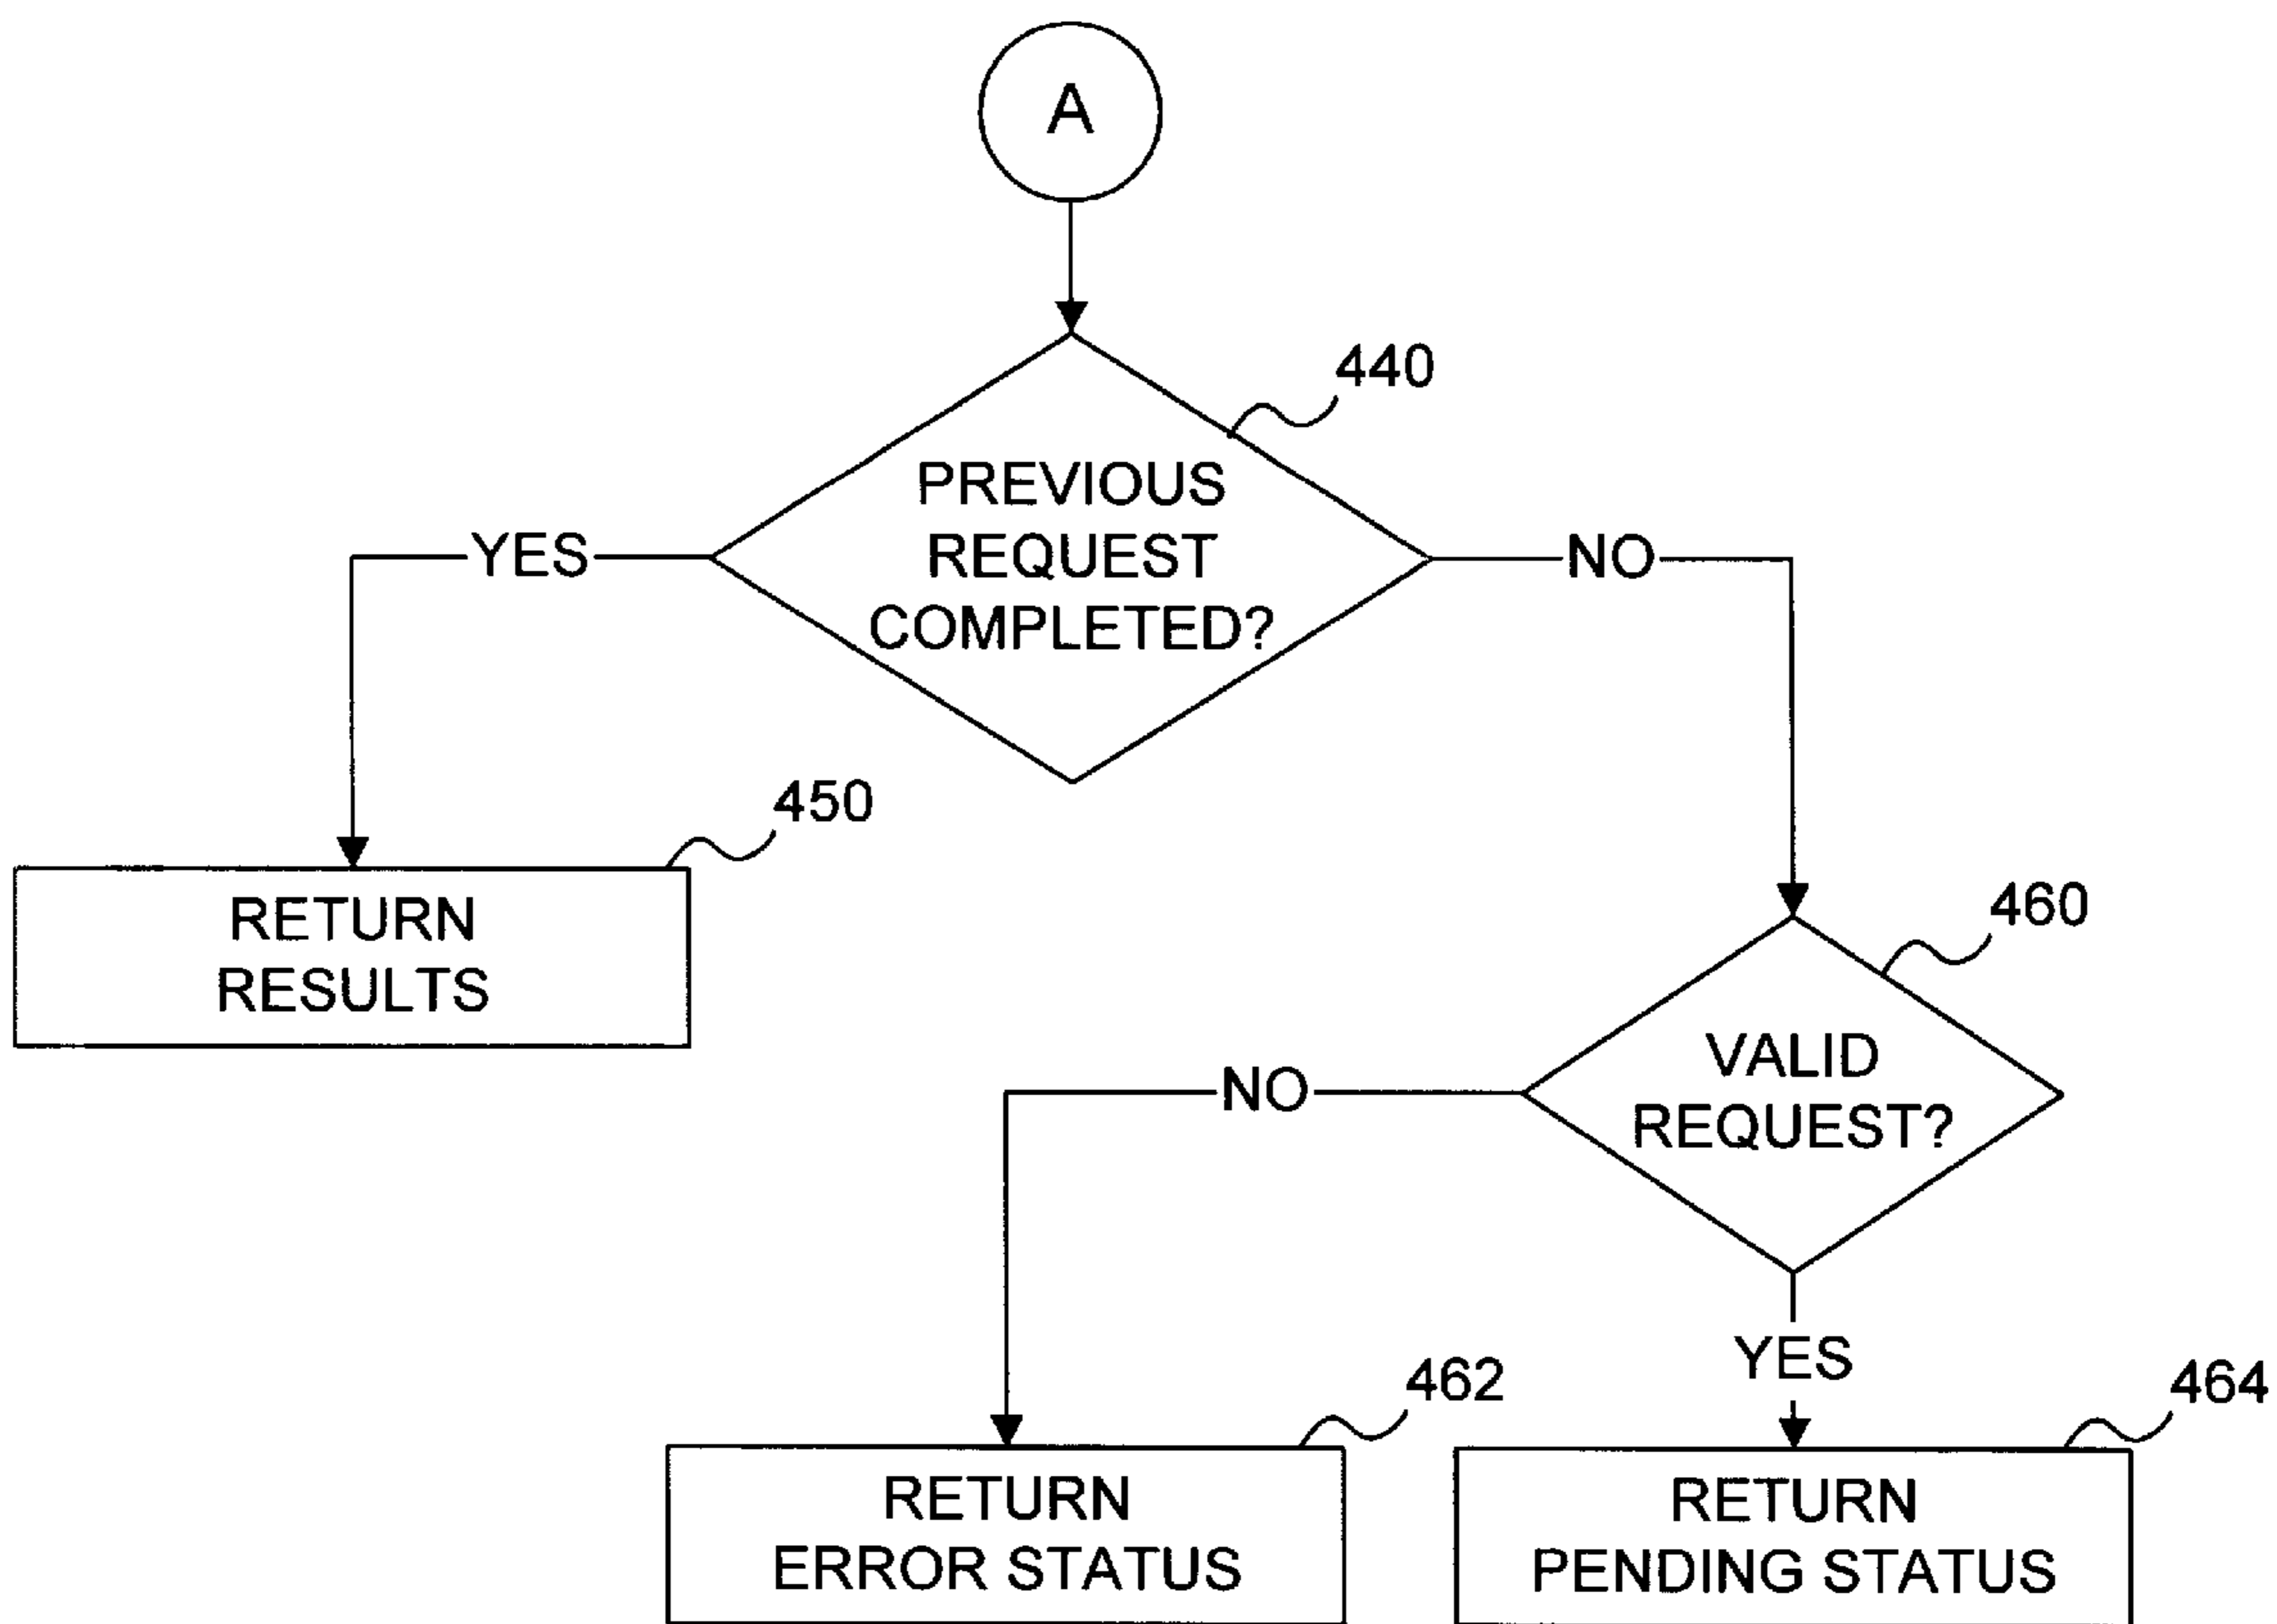 A
440
PREVIOUS
REQUEST
COMPLETED?
YES
NO
450
RETURN
RESULTS
460
VALID
REQUEST?
NO
YES
462
RETURN
ERROR STATUS
464
RETURN
PENDING STATUS